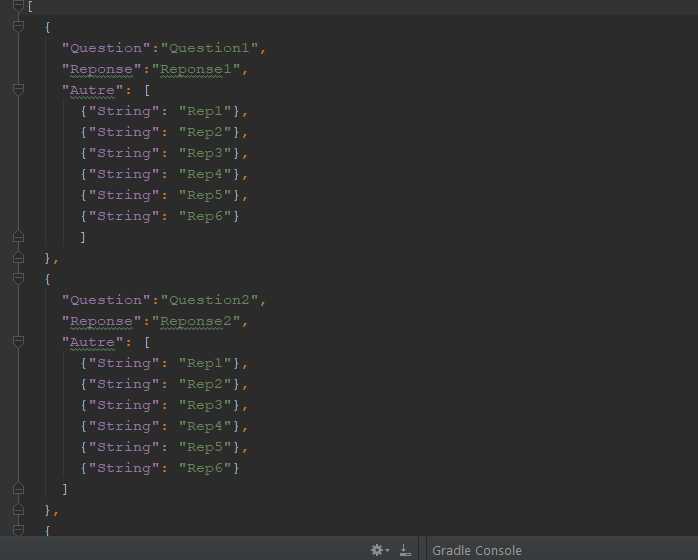 [
{
"Question":"Question1",
"Reponse":"Reponse1",
"Autre": [
{"String": "Rep1"},
{"String": "Rep2"},
{"String": "Rep3"},
{"String": "Rep4"},
{"String": "Rep5"},
{"String": "Rep6"}
]
},
{
"Question":"Question2",
"Reponse":"Reponse2",
"Autre": [
{"String": "Rep1"},
{"String": "Rep2"},
{"String": "Rep3"},
{"String": "Rep4"},
{"String": "Rep5"},
{"String": "Rep6"}
]
},
{
Gradle Console